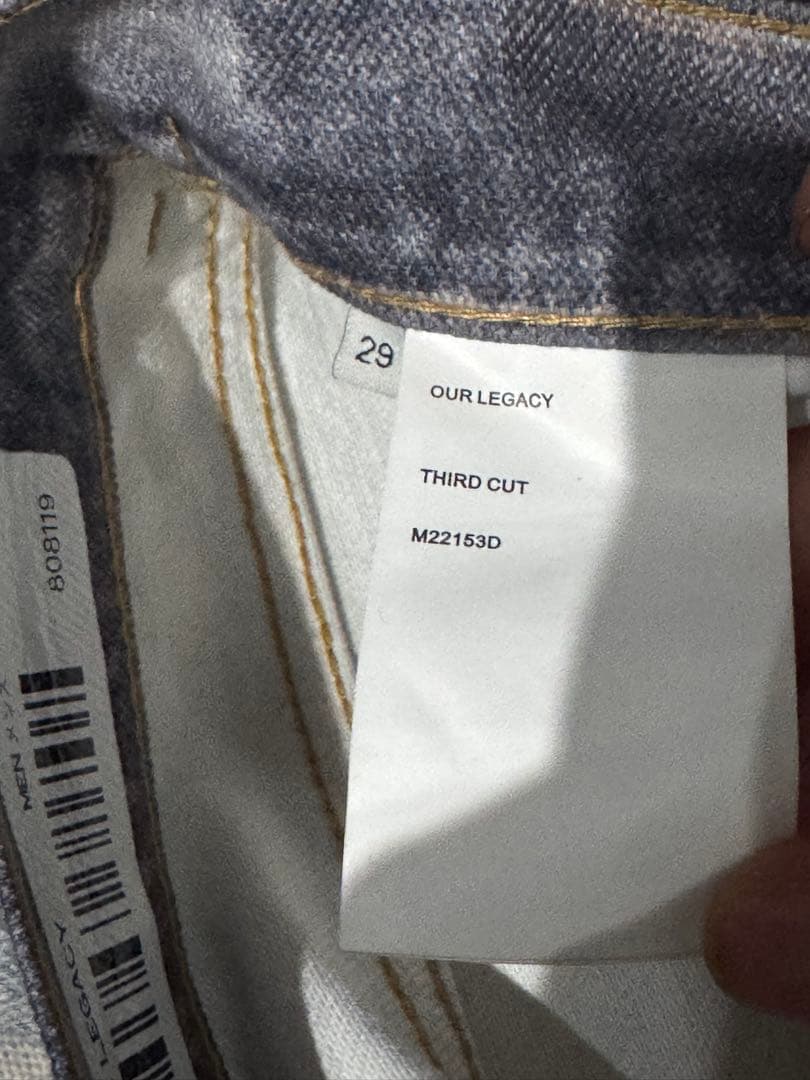 29
OUR LEGACY
THIRD CUT
M22153D
808119
MEN
LEGACY